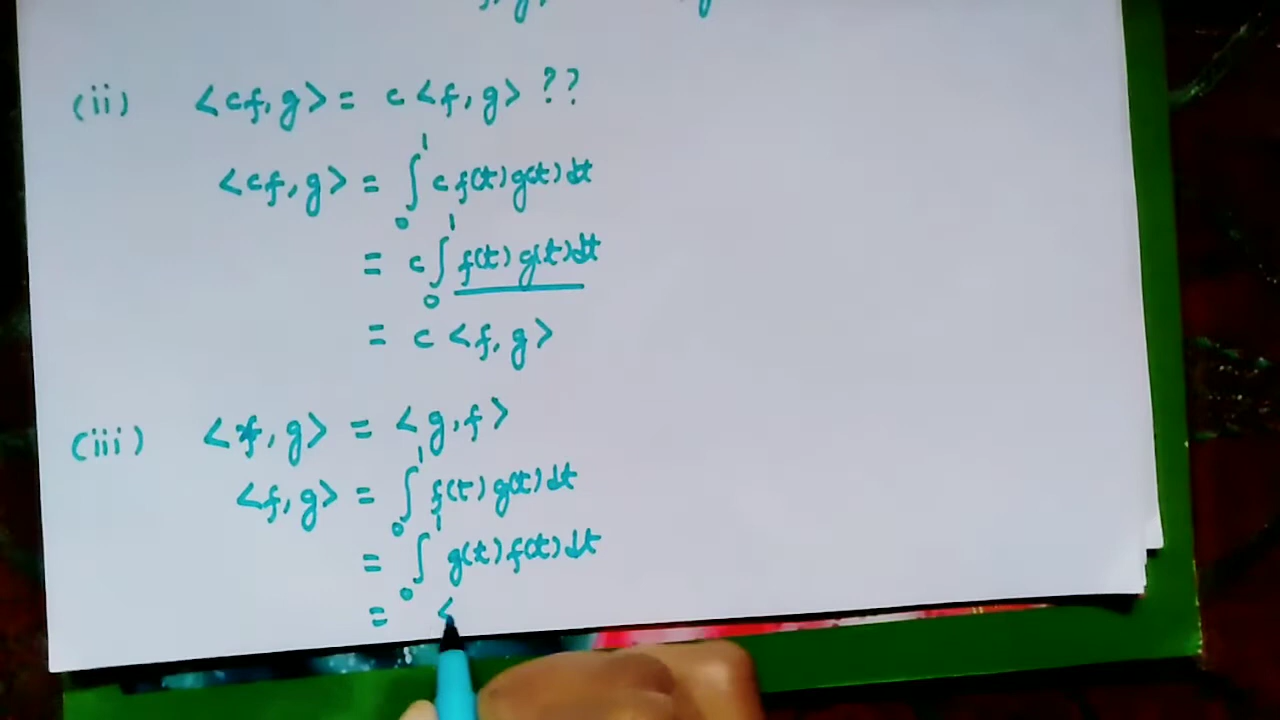 (ii) <cf, g> = c <f, g> ??
<cf, g> = ∫₀¹ c f(t) g(t) dt
= c ∫₀¹ f(t) g(t) dt
= c <f, g>
(iii) <f, g> = <g, f>
<f, g> = ∫₀¹ f(t) g(t) dt
= ∫₀¹ g(t) f(t) dt
= <